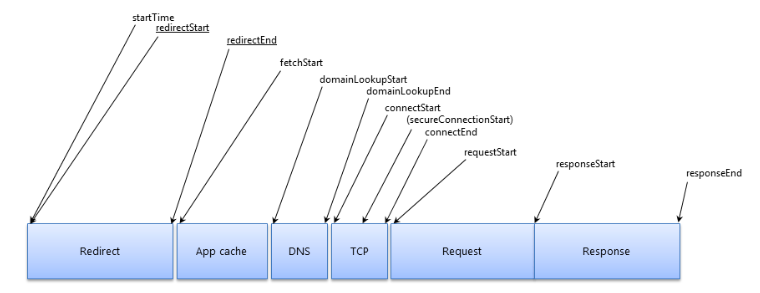 startTime
redirectStart
redirectEnd
fetchStart
domainLookupStart
domainLookupEnd
connectStart
(secureConnectionStart)
connectEnd
requestStart
responseStart
responseEnd
Redirect
App cache
DNS
TCP
Request
Response